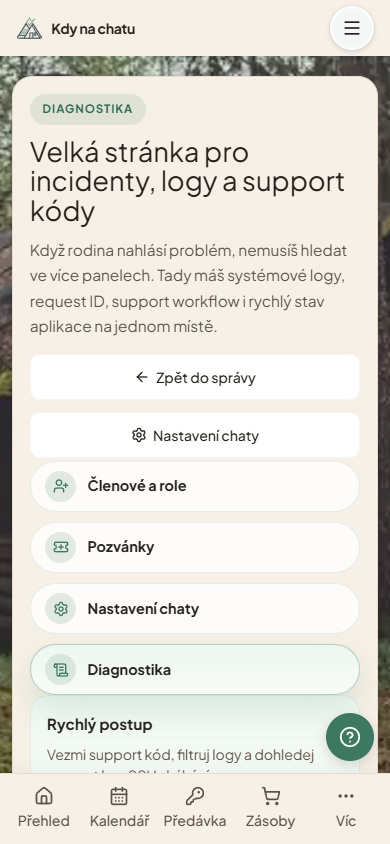 Kdy na chatu
DIAGNOSTIKA
Velká stránka pro
incidenty, logy a support
kódy
Když rodina nahlásí problém, nemusíš hledat
ve více panelech. Tady máš systémové logy,
request ID, support workflow i rychlý stav
aplikace na jednom místě.
Zpět do správy
Nastavení chaty
Členové a role
Pozvánky
Nastavení chaty
Diagnostika
Rychlý postup
Vezmi support kód, filtruj logy a dohledej
Přehled
Kalendář
Předávka
Zásoby
Víc